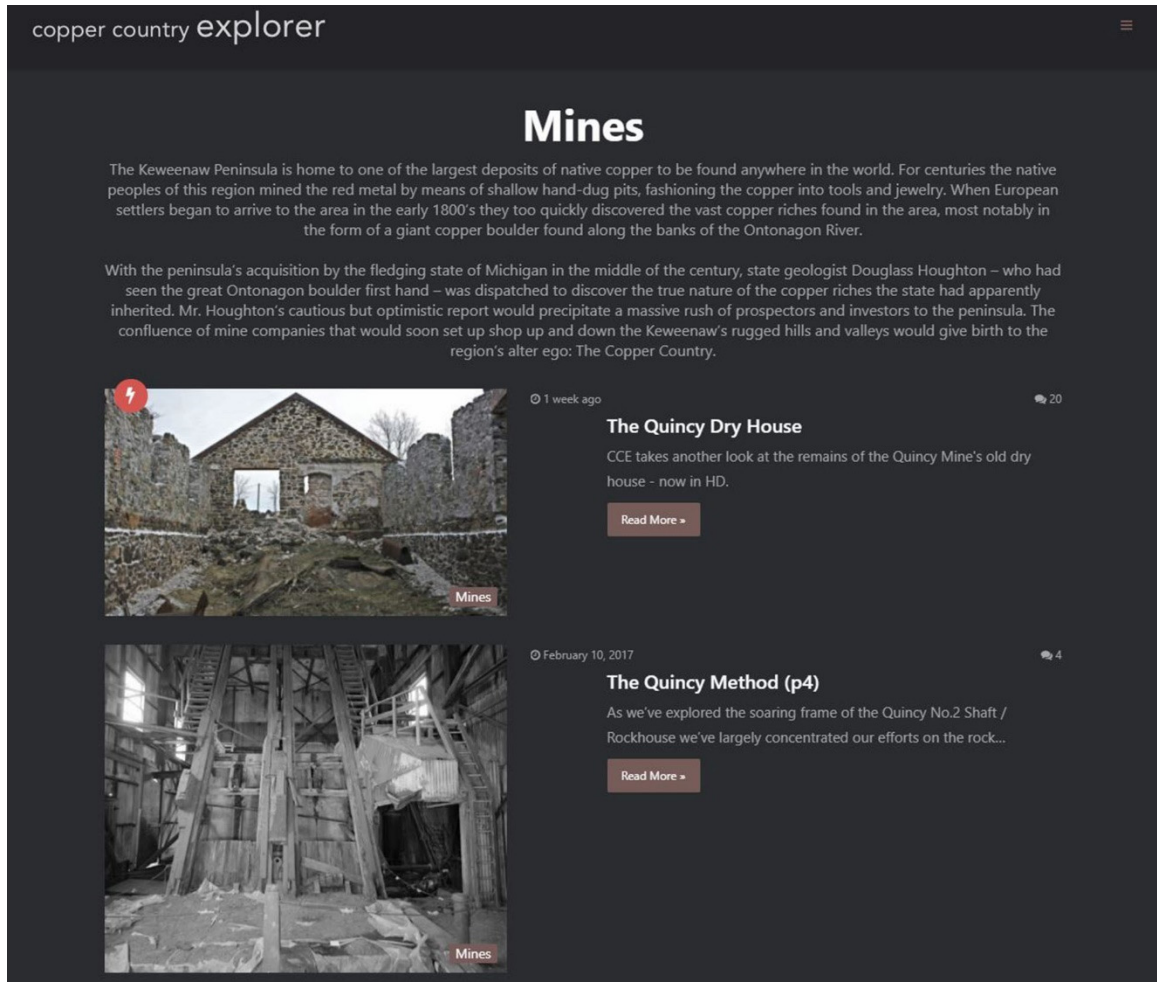 copper country explorer
Mines
The Keweenaw Peninsula is home to one of the largest deposits of native copper to be found anywhere in the world. For centuries the native
peoples of this region mined the red metal by means of shallow hand-dug pits, fashioning the copper into tools and jewelry. When European
settlers began to arrive to the area in the early 1800's they too quickly discovered the vast copper riches found in the area, most notably in
the form of a giant copper boulder found along the banks of the Ontonagon River.
With the peninsula's acquisition by the fledging state of Michigan in the middle of the century, state geologist Douglass Houghton – who had
seen the great Ontonagon boulder first hand – was dispatched to discover the true nature of the copper riches the state had apparently
inherited. Mr. Houghton's cautious but optimistic report would precipitate a massive rush of prospectors and investors to the peninsula. The
confluence of mine companies that would soon set up shop up and down the Keweenaw's rugged hills and valleys would give birth to the
region's alter ego: The Copper Country.
1 week ago
20
The Quincy Dry House
CCE takes another look at the remains of the Quincy Mine's old dry
house - now in HD.
Read More »
Mines
February 10, 2017
4
The Quincy Method (p4)
As we've explored the soaring frame of the Quincy No.2 Shaft /
Rockhouse we've largely concentrated our efforts on the rock...
Read More »
Mines